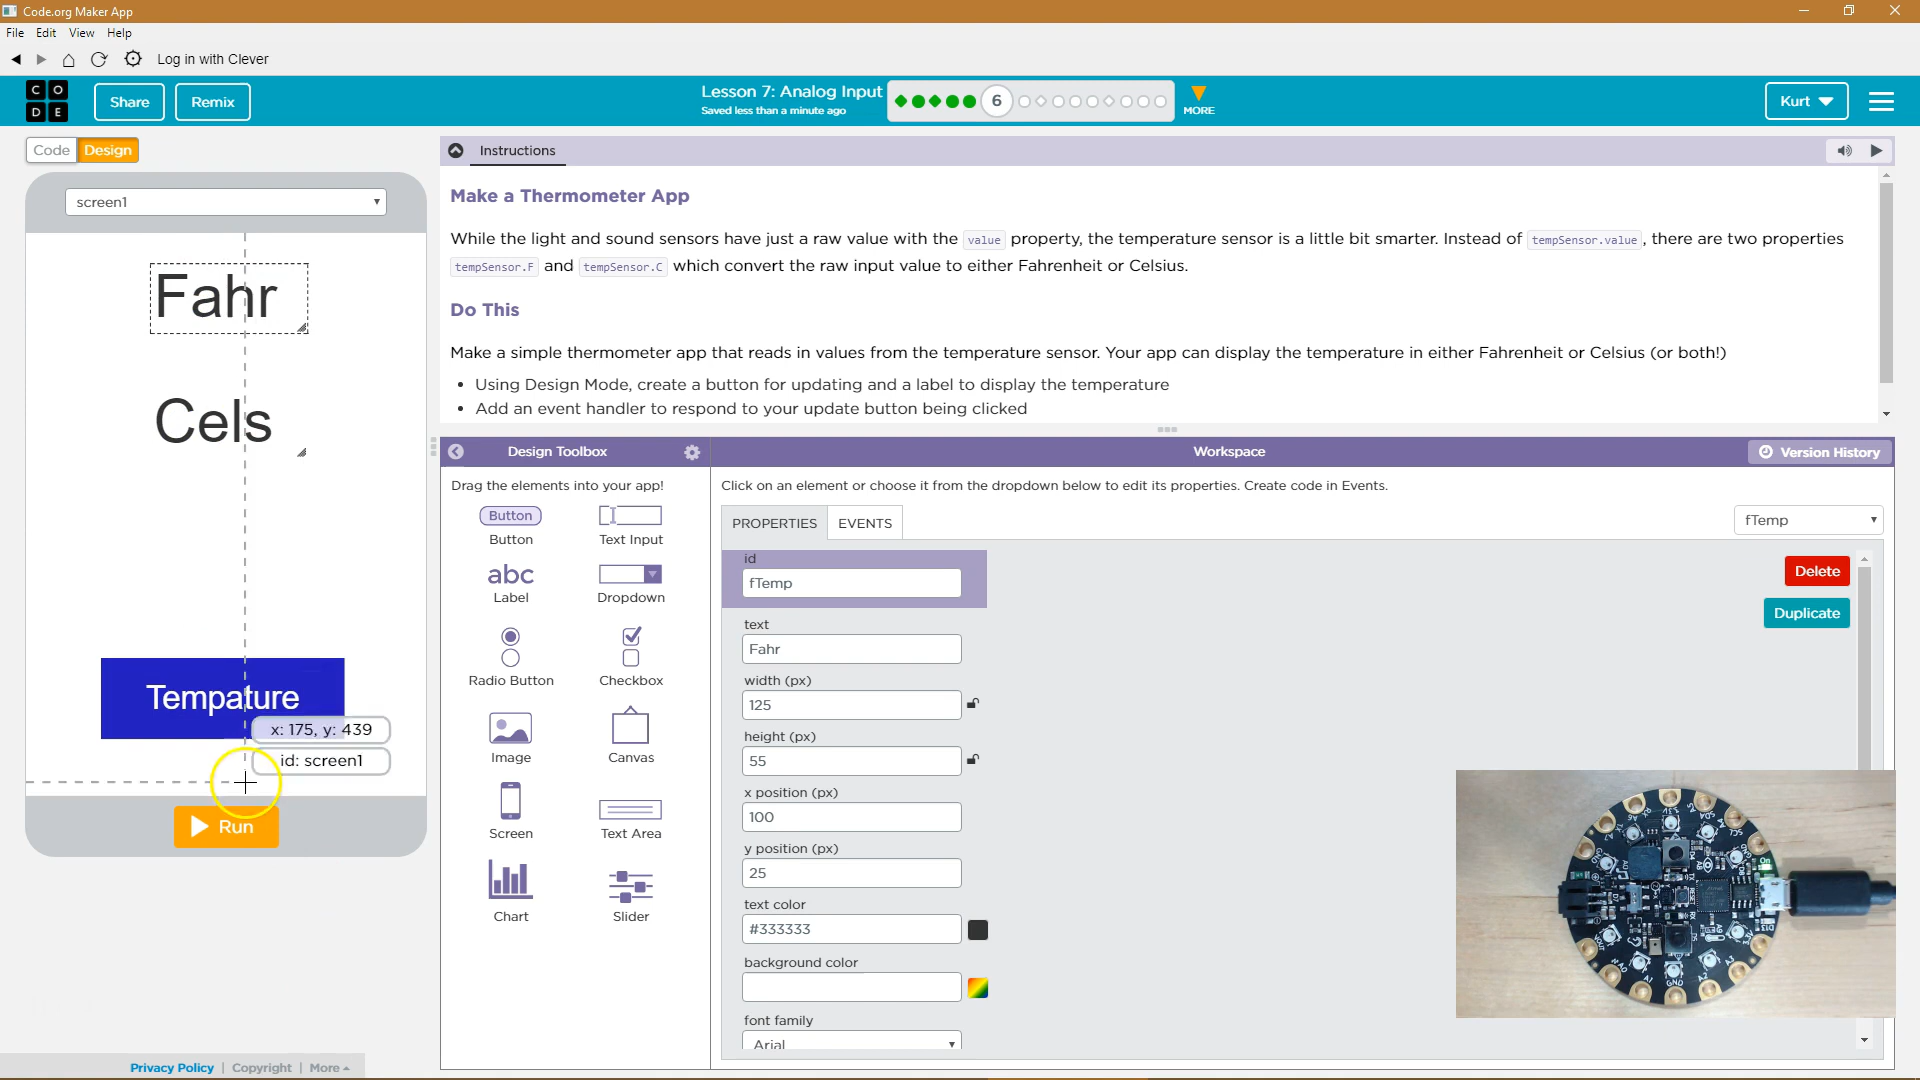 Code.org Maker App
File Edit View Help
Log in with Clever
CODE
Share
Remix
Lesson 7: Analog Input
Saved less than a minute ago
6
MORE
Kurt
Code
Design
screen1
Fahr
Cels
Tempature
x: 175, y: 439
id: screen1
Run
Instructions
Make a Thermometer App
While the light and sound sensors have just a raw value with the value property, the temperature sensor is a little bit smarter. Instead of tempSensor.value, there are two properties
tempSensor.F and tempSensor.C which convert the raw input value to either Fahrenheit or Celsius.
Do This
Make a simple thermometer app that reads in values from the temperature sensor. Your app can display the temperature in either Fahrenheit or Celsius (or both!)
• Using Design Mode, create a button for updating and a label to display the temperature
• Add an event handler to respond to your update button being clicked
Design Toolbox
Workspace
Version History
Drag the elements into your app!
Button
Button
Text Input
abc
Label
Dropdown
Radio Button
Checkbox
Image
Canvas
Screen
Text Area
Chart
Slider
Click on an element or choose it from the dropdown below to edit its properties. Create code in Events.
PROPERTIES
EVENTS
fTemp
Delete
Duplicate
id
fTemp
text
Fahr
width (px)
125
height (px)
55
x position (px)
100
y position (px)
25
text color
#333333
background color
font family
Arial
Privacy Policy | Copyright | More